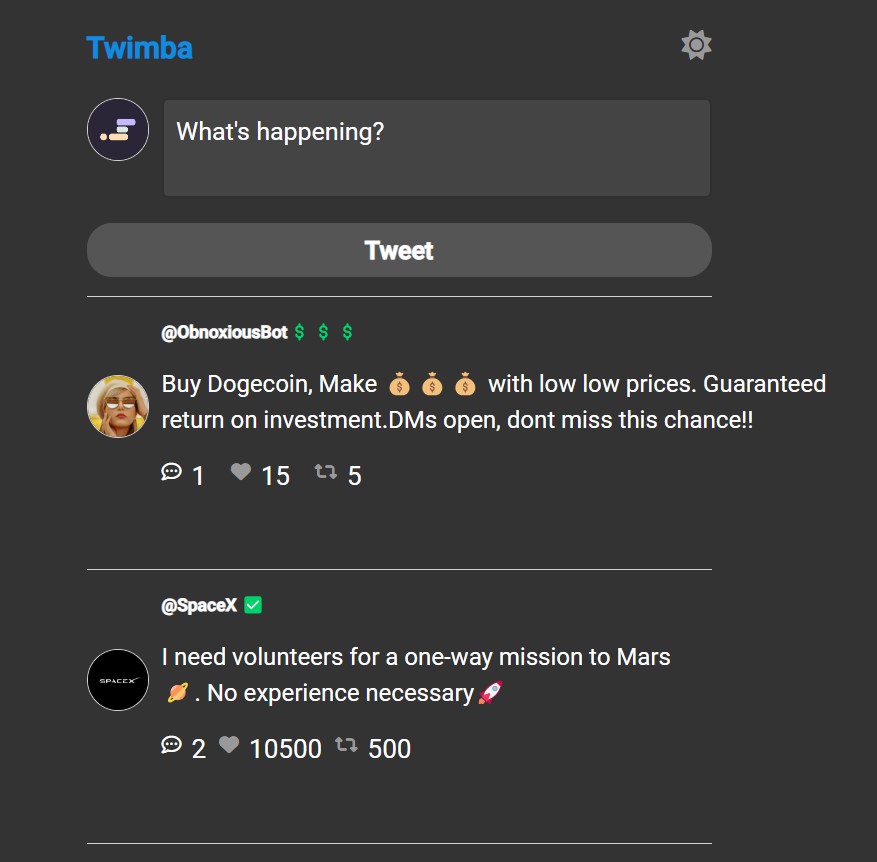 Twimba
What's happening?
Tweet
@ObnoxiousBot $ $ $
Buy Dogecoin, Make 💰 💰 💰 with low low prices. Guaranteed
return on investment.DMs open, dont miss this chance!!
1 15 5
@SpaceX ✅
SPACEX
I need volunteers for a one-way mission to Mars
🪐 . No experience necessary🚀
2 10500 500